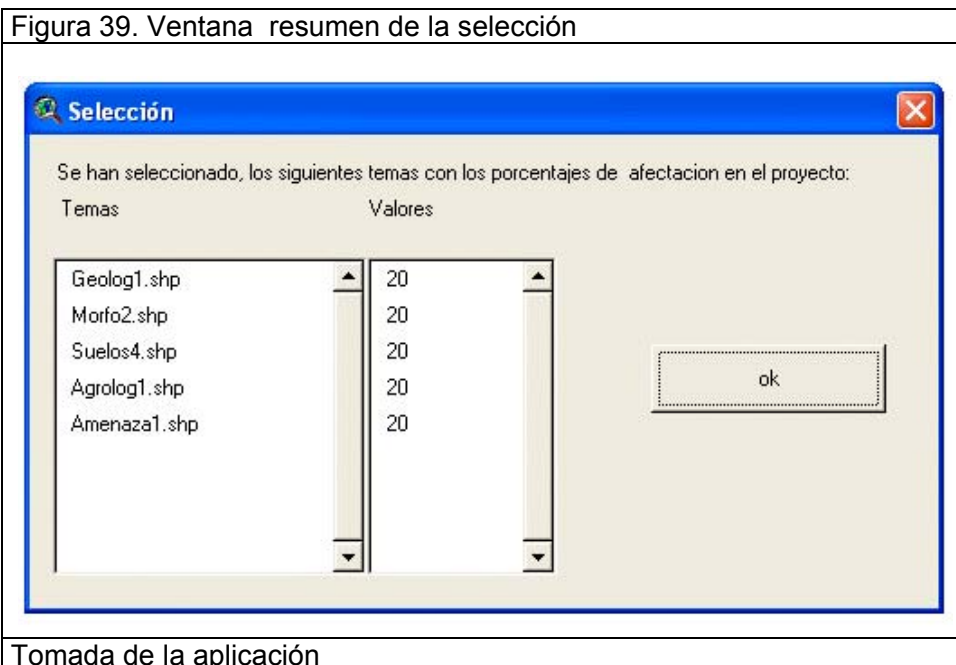 Figura 39. Ventana resumen de la selección
Selección
Se han seleccionado, los siguientes temas con los porcentajes de afectacion en el proyecto:
Temas Valores
Geolog1.shp 20
Morfo2.shp 20
Suelos4.shp 20
Agrolog1.shp 20
Amenaza1.shp 20
ok
Tomada de la aplicación